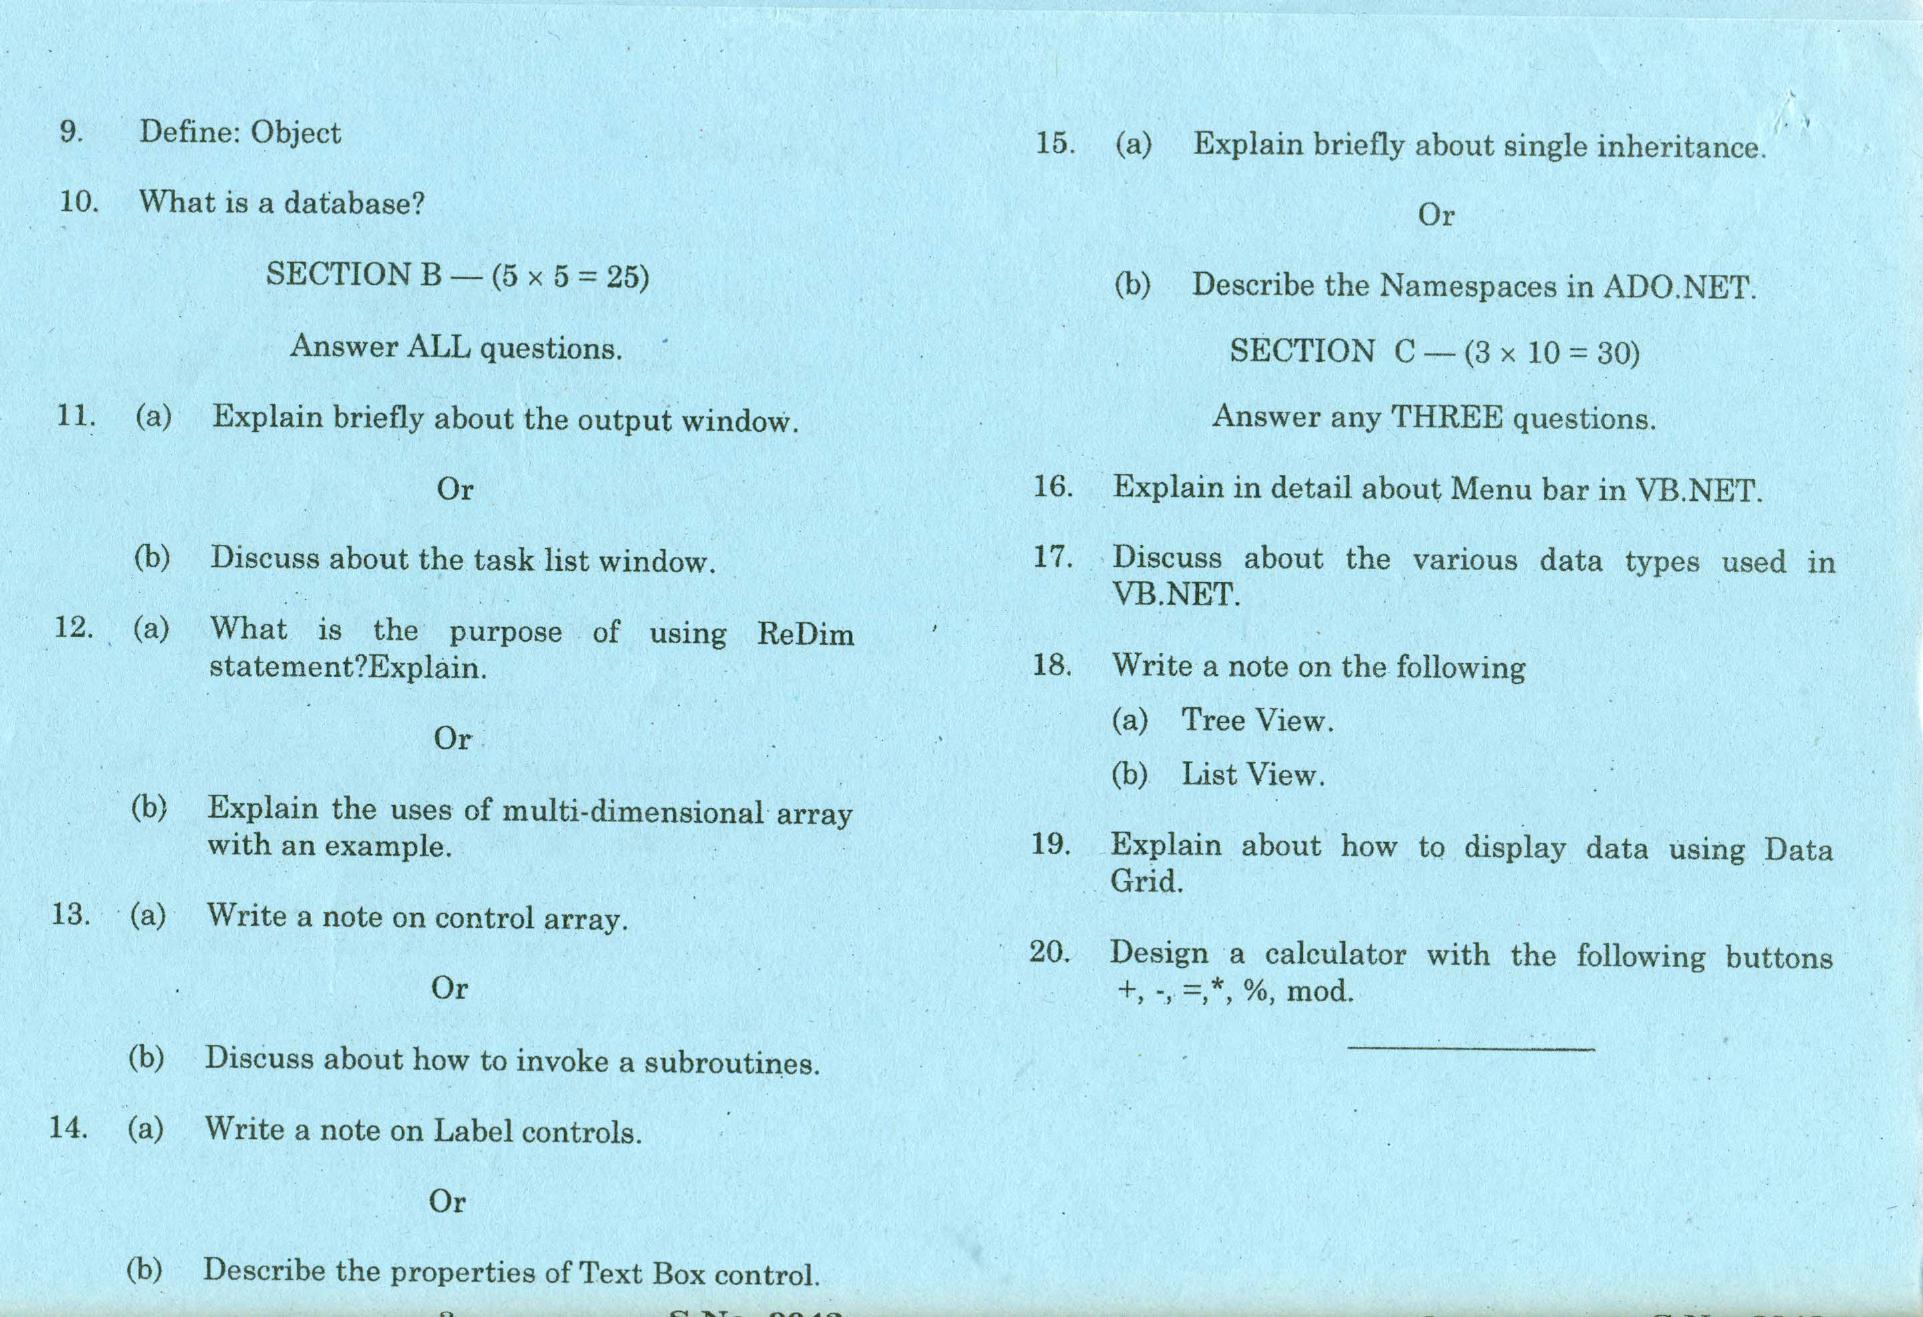 9. Define: Object
10. What is a database?
SECTION B — (5 × 5 = 25)
Answer ALL questions.
11. (a) Explain briefly about the output window.
Or
(b) Discuss about the task list window.
12. (a) What is the purpose of using ReDim
statement?Explain.
Or
(b) Explain the uses of multi-dimensional array
with an example.
13. (a) Write a note on control array.
Or
(b) Discuss about how to invoke a subroutines.
14. (a) Write a note on Label controls.
Or
(b) Describe the properties of Text Box control.
15. (a) Explain briefly about single inheritance.
Or
(b) Describe the Namespaces in ADO.NET.
SECTION C — (3 × 10 = 30)
Answer any THREE questions.
16. Explain in detail about Menu bar in VB.NET.
17. Discuss about the various data types used in
VB.NET.
18. Write a note on the following
(a) Tree View.
(b) List View.
19. Explain about how to display data using Data
Grid.
20. Design a calculator with the following buttons
+, -, =,*, %, mod.